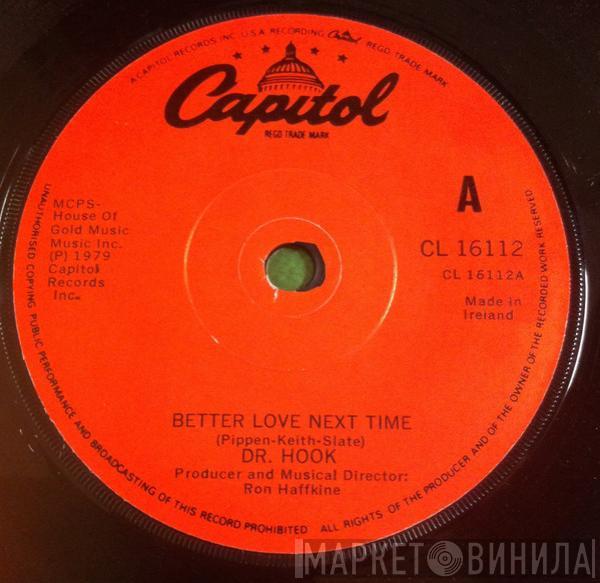 A CAPITOL RECORDS INC. U.S.A. RECORDING Capitol REGD. TRADE MARK
Capitol
REGD TRADE MARK
MCPS-
House Of
Gold Music
Music Inc.
(P) 1979
Capitol
Records
Inc.
A
CL 16112
CL 16112A
Made in
Ireland
BETTER LOVE NEXT TIME
(Pippen-Keith-Slate)
DR. HOOK
Producer and Musical Director:
Ron Haffkine
UNAUTHORISED COPYING PUBLIC PERFORMANCE AND BROADCASTING OF THIS RECORD PROHIBITED ALL RIGHTS OF THE PRODUCER AND OF THE OWNER OF THE RECORDED WORK RESERVED
МАРКЕТ ВИНИЛА